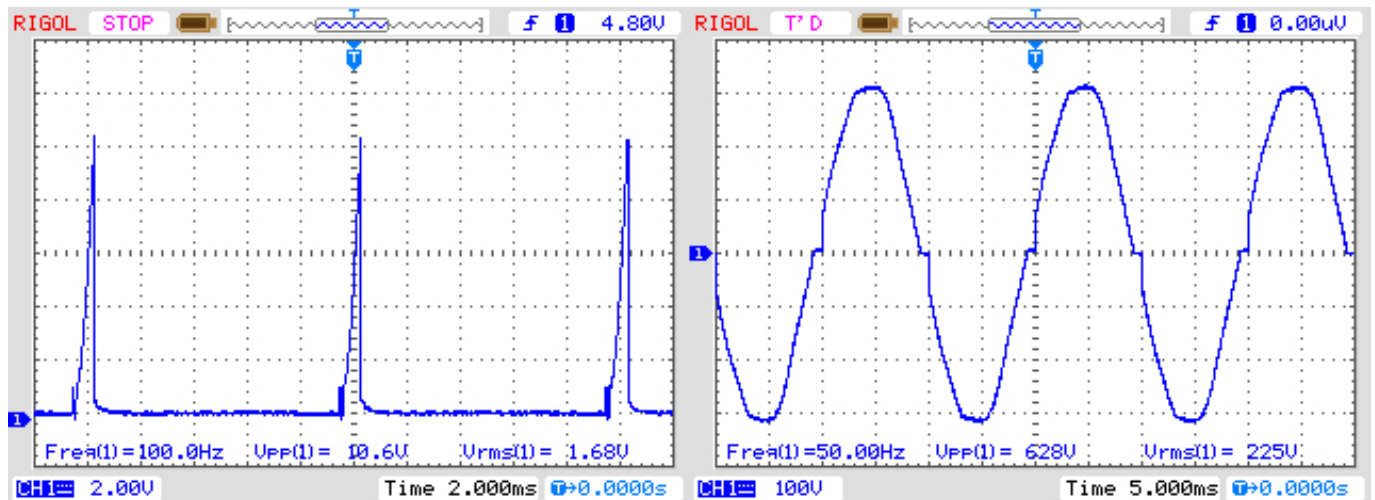 RIGOL STOP T 1 4.80V
T
1
Freq(1)=100.0Hz Vpp(1)= 10.6V Vrms(1)= 1.68V
CH1 2.00V Time 2.000ms T→0.0000s
RIGOL T'D T 1 0.00uV
T
1
Freq(1)=50.00Hz Vpp(1)= 628V Vrms(1)= 225V
CH1 100V Time 5.000ms T→0.0000s